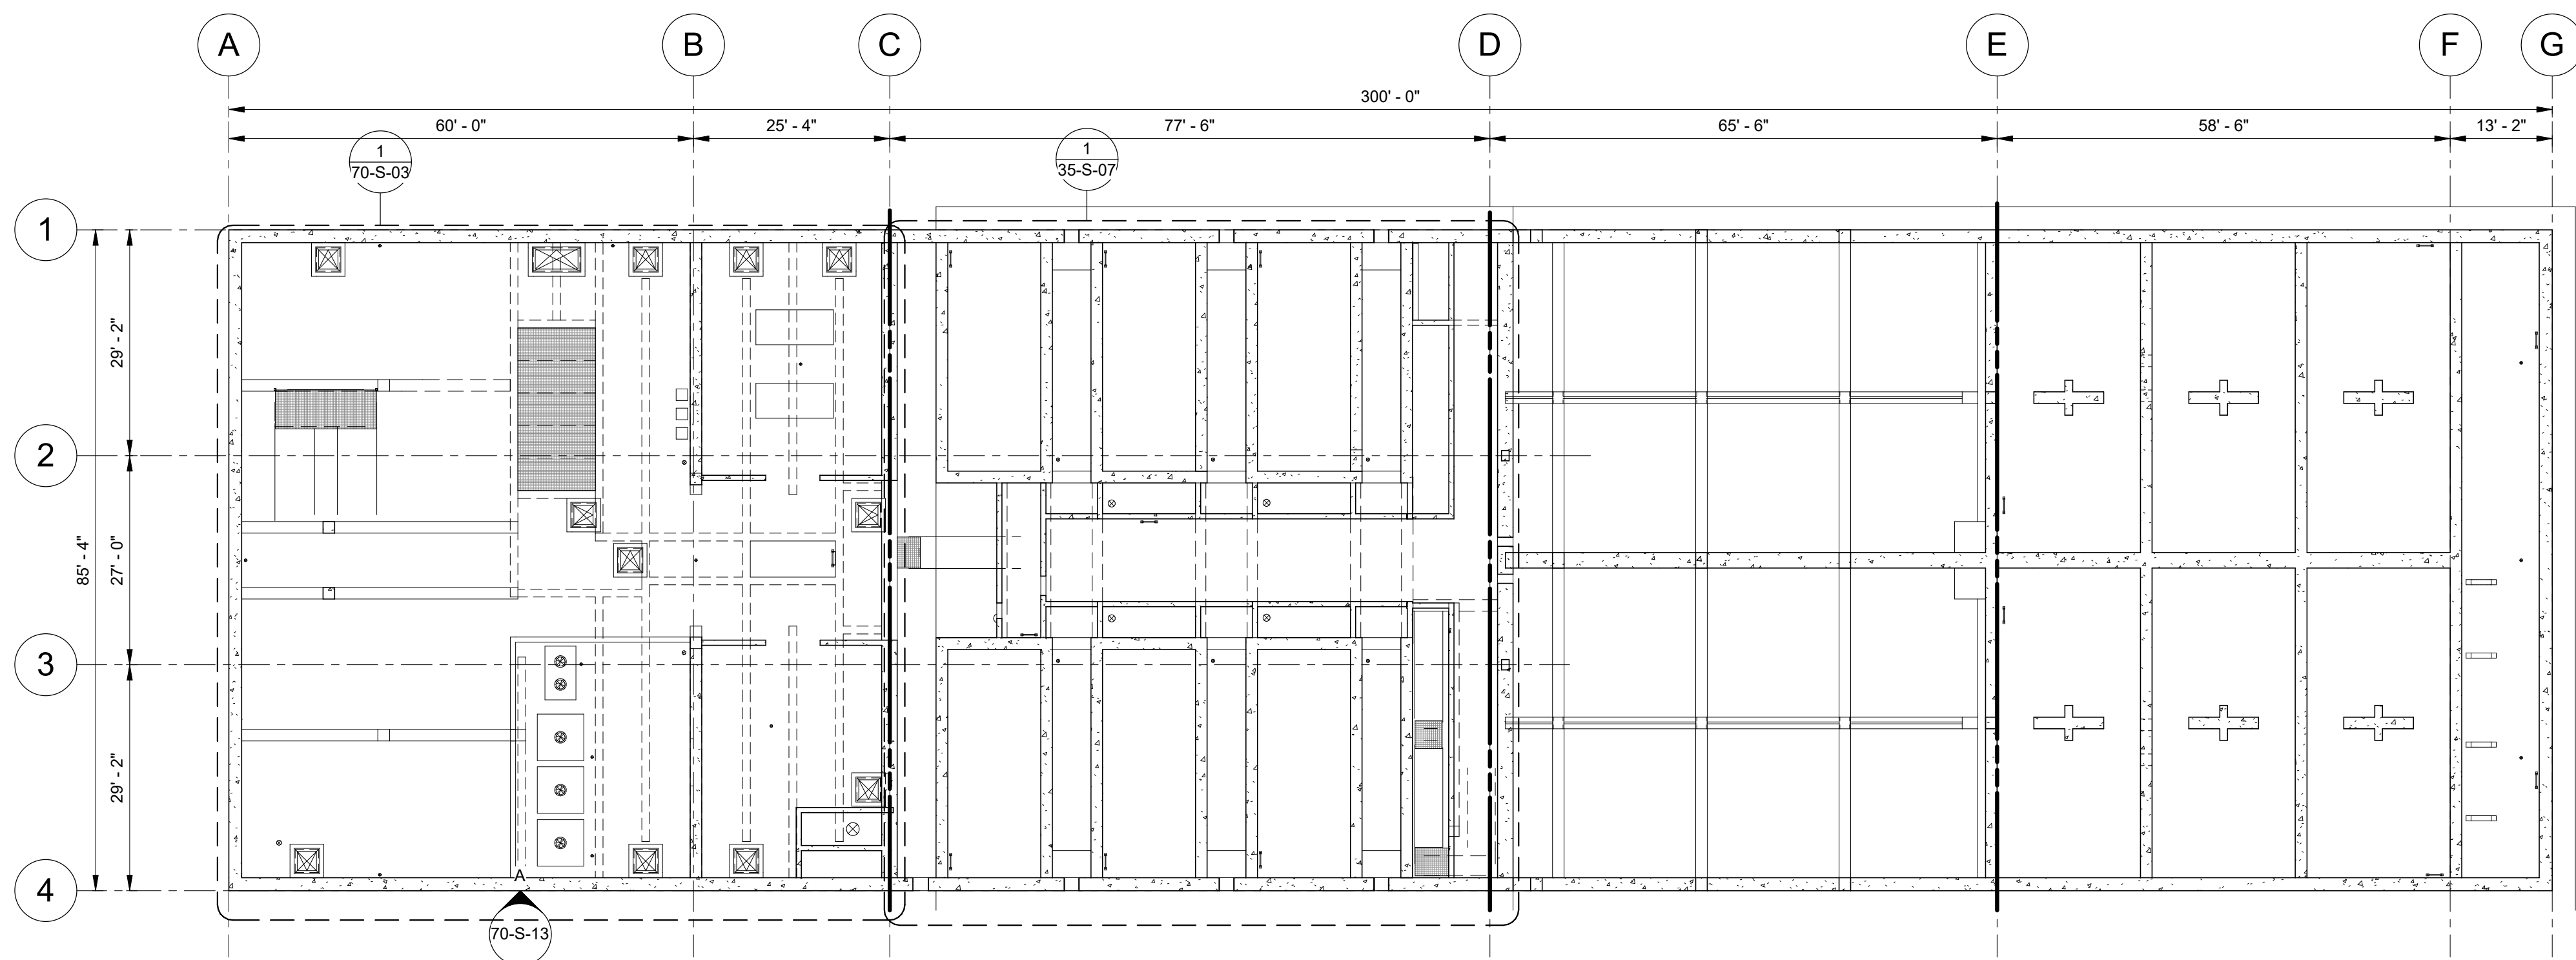 A
B
C
D
E
F
G
300' - 0"
60' - 0"
25' - 4"
77' - 6"
65' - 6"
58' - 6"
13' - 2"
1
70-S-03
1
35-S-07
1
29' - 2"
2
85' - 4"
27' - 0"
3
29' - 2"
4
A
70-S-13